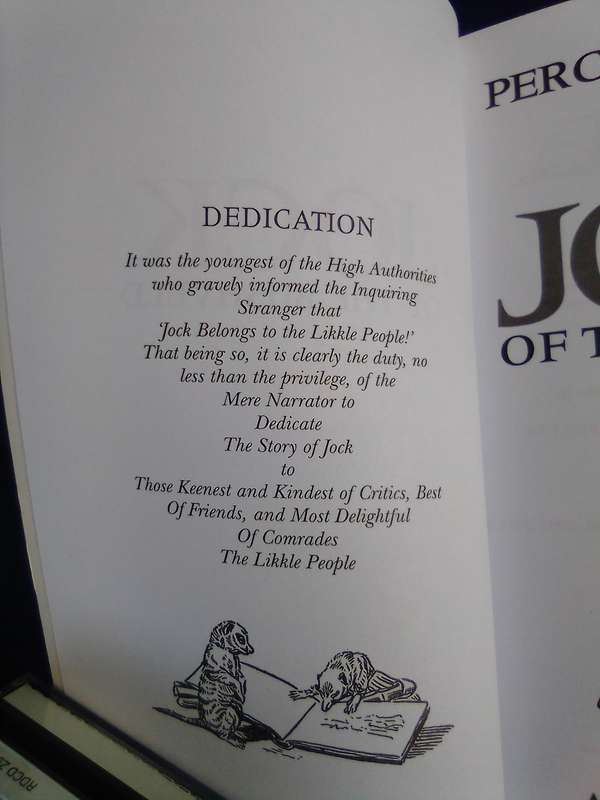 DEDICATION
It was the youngest of the High Authorities
who gravely informed the Inquiring
Stranger that
'Jock Belongs to the Likkle People!'
That being so, it is clearly the duty, no
less than the privilege, of the
Mere Narrator to
Dedicate
The Story of Jock
to
Those Keenest and Kindest of Critics, Best
Of Friends, and Most Delightful
Of Comrades
The Likkle People
PERC
JO
OF T
RDCD 2